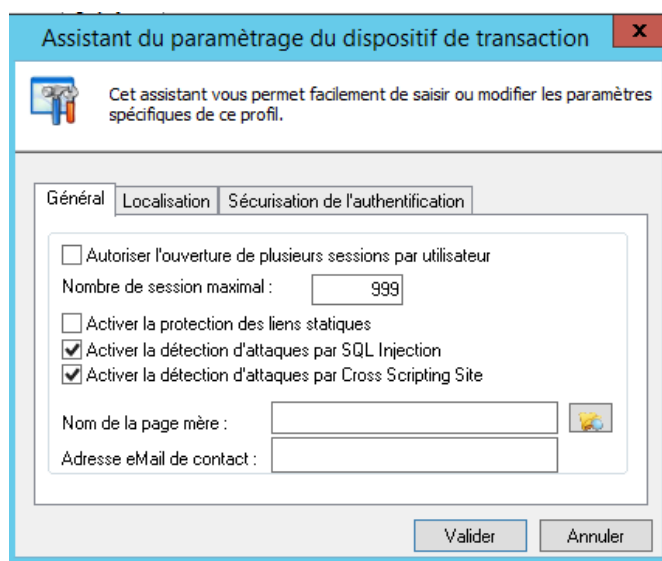 Assistant du paramètrage du dispositif de transaction
x
Cet assistant vous permet facilement de saisir ou modifier les paramètres
spécifiques de ce profil.
Général Localisation Sécurisation de l'authentification
Autoriser l'ouverture de plusieurs sessions par utilisateur
Nombre de session maximal : 999
Activer la protection des liens statiques
Activer la détection d'attaques par SQL Injection
Activer la détection d'attaques par Cross Scripting Site
Nom de la page mère :
Adresse eMail de contact :
Valider Annuler